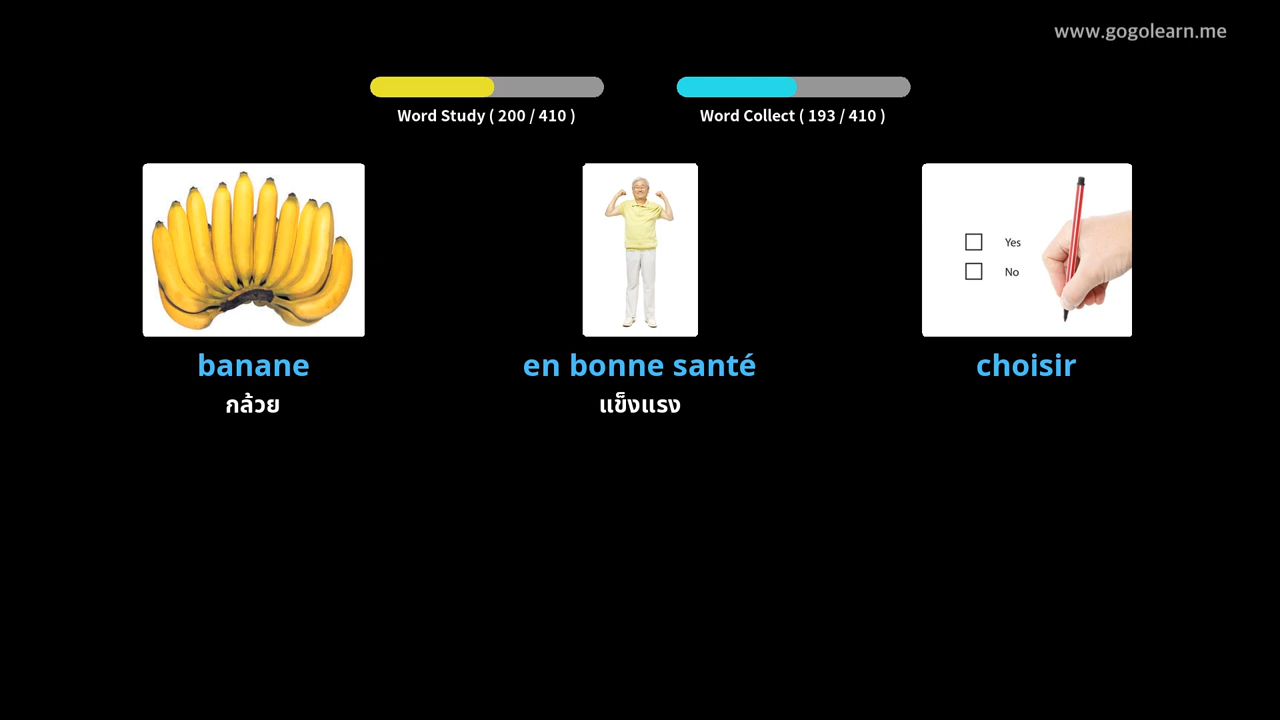 www.gogolearn.me
Word Study ( 200 / 410 )
Word Collect ( 193 / 410 )
Yes
No
banane
en bonne santé
choisir
กล้วย
แข็งแรง